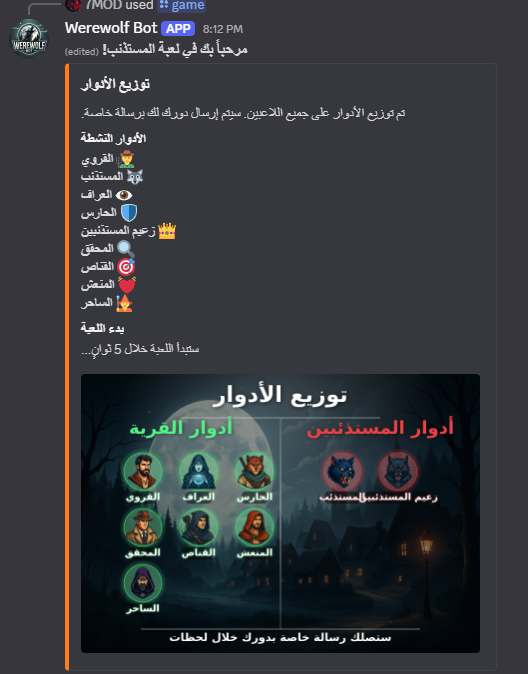 7MOD used game
Werewolf Bot APP 8:12 PM
WEREWOLF
مرحباً بك في لعبة المستذئب! (edited)
توزيع الأدوار
تم توزيع الأدوار على جميع اللاعبين. سيتم إرسال دورك لك برسالة خاصة.
الأدوار النشطة
القروي
المستذئب
العراف
الحارس
زعيم المستذئبين
المحقق
القناص
المنعش
الساحر
بدء اللعبة
ستبدأ اللعبة خلال 5 ثوانٍ...
توزيع الأدوار
أدوار المستذئبين
زعيم المستذئبين
المستذئب
أدوار القرية
الحارس
العراف
القروي
المنعش
القناص
المحقق
الساحر
ستصلك رسالة خاصة بدورك خلال لحظات